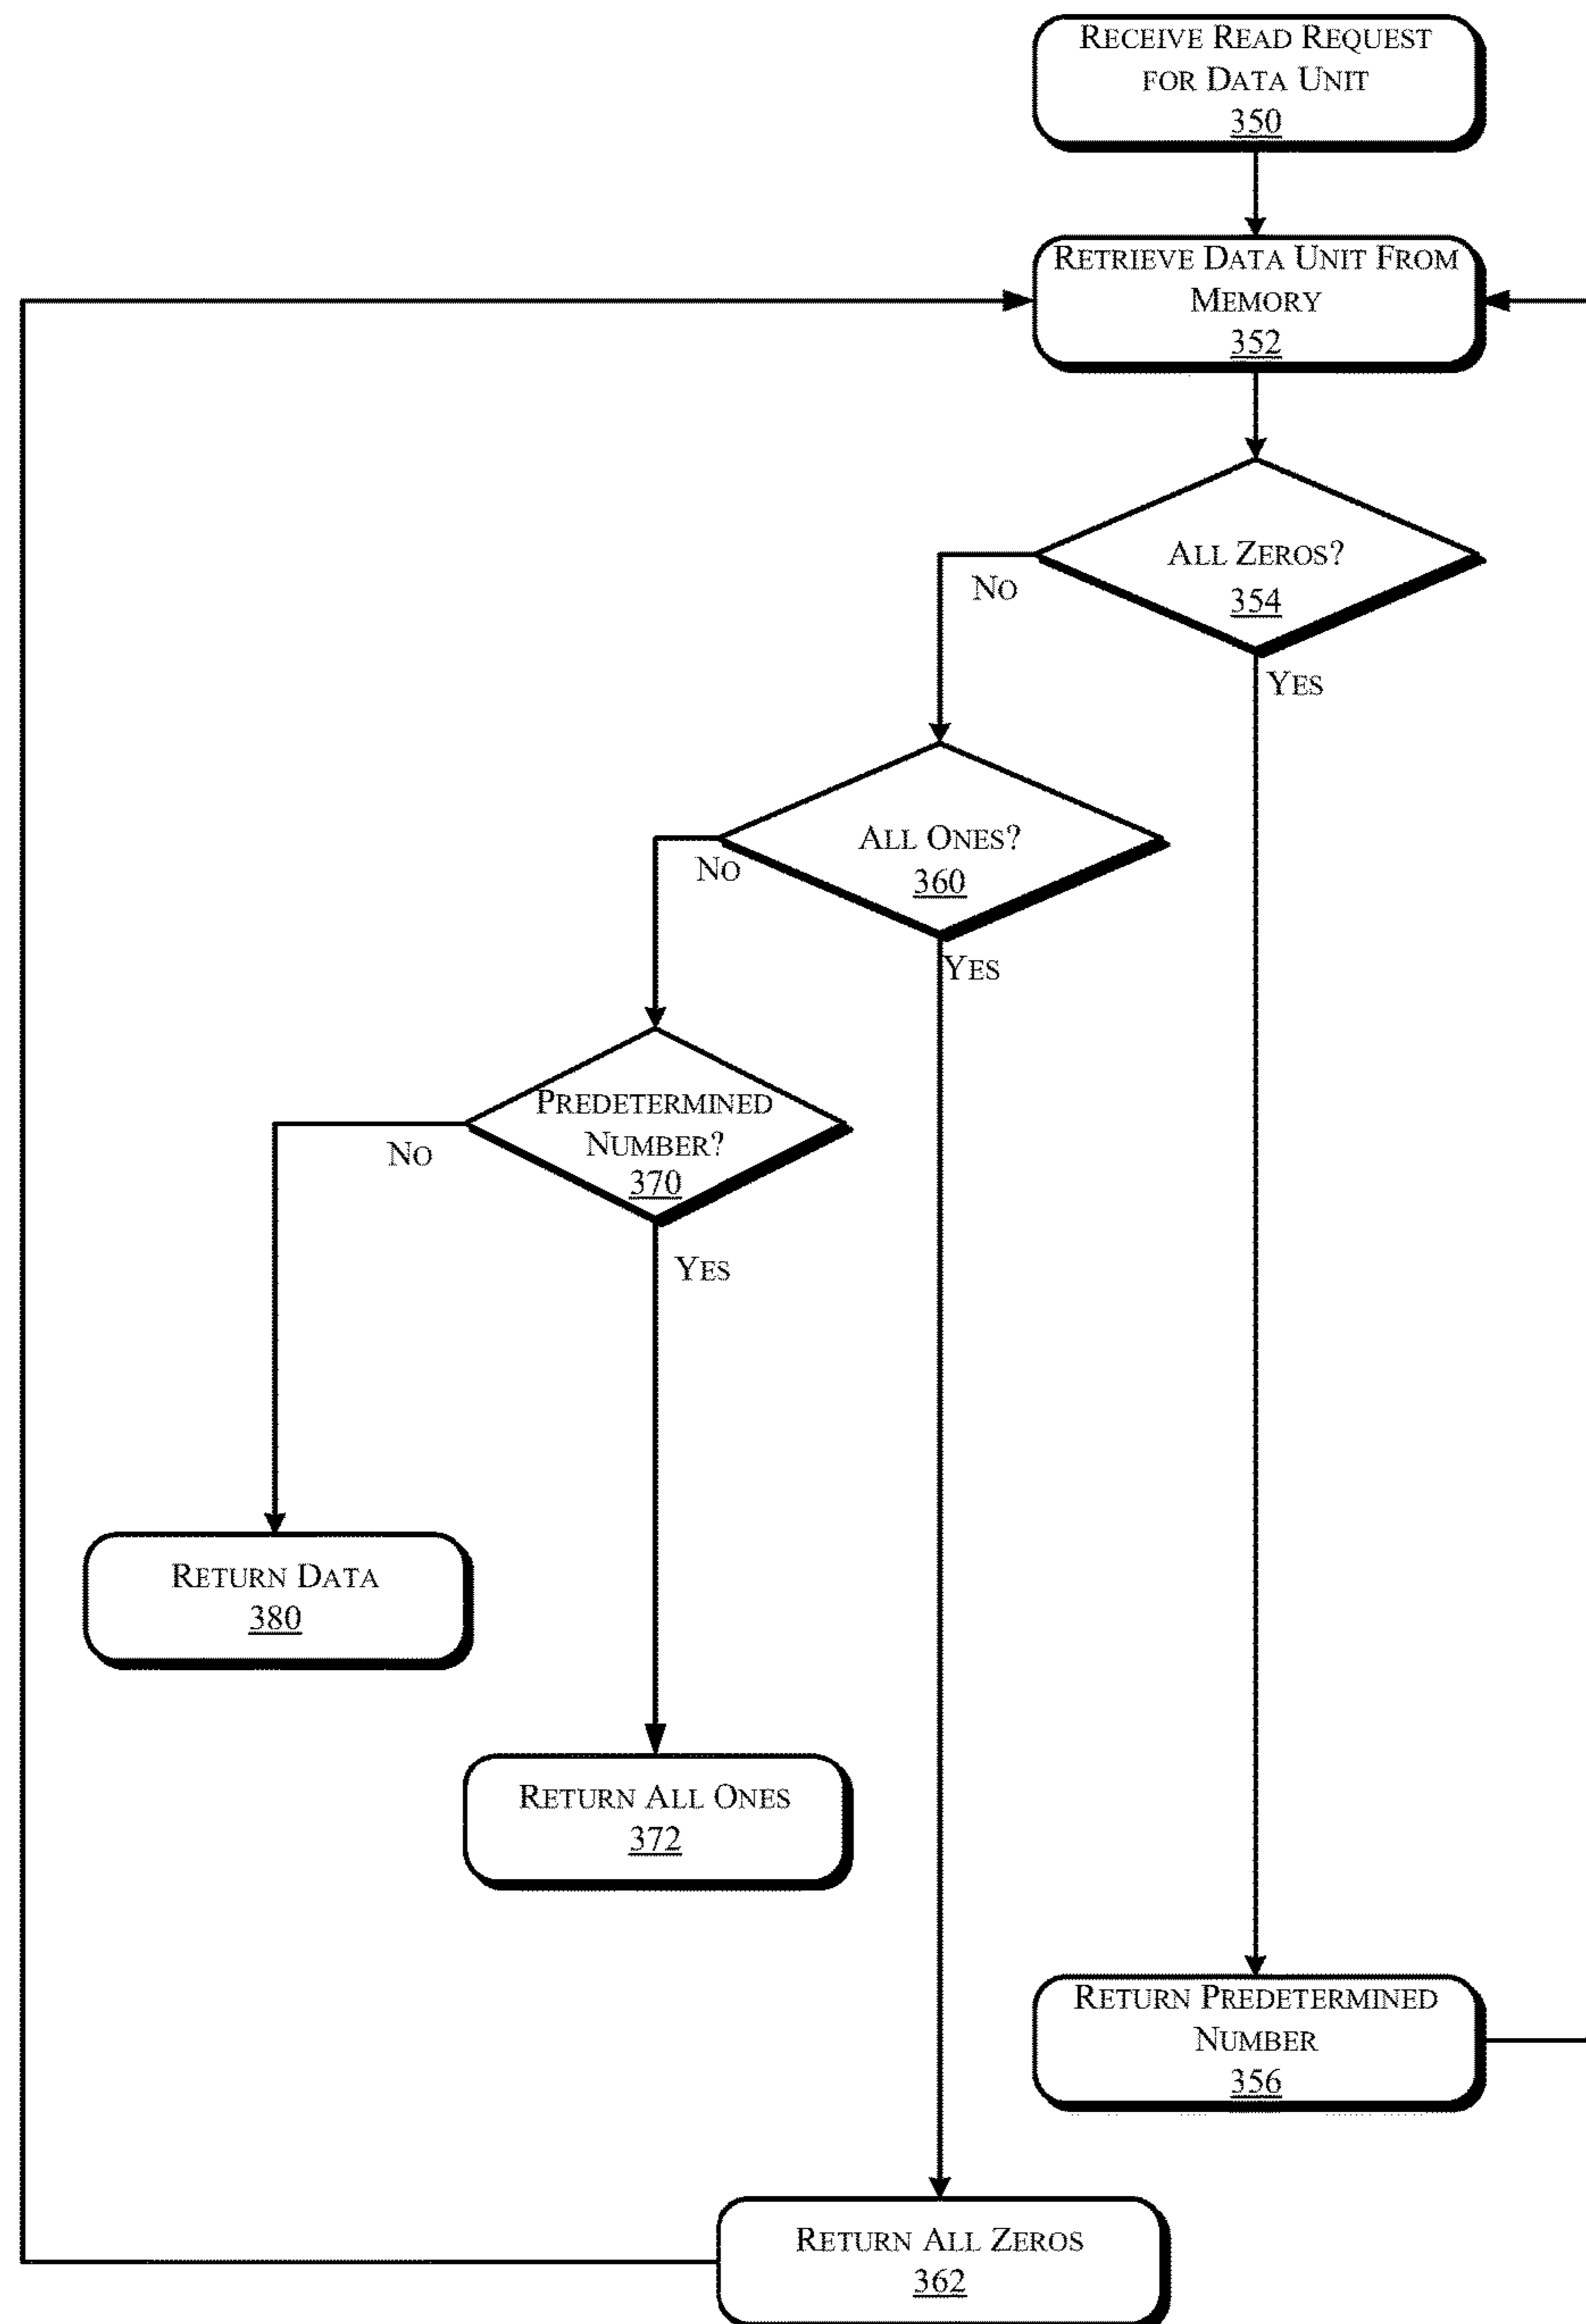 RECEIVE READ REQUEST
FOR DATA UNIT
350
RETRIEVE DATA UNIT FROM
MEMORY
352
ALL ZEROS?
354
NO
YES
ALL ONES?
360
NO
YES
PREDETERMINED
NUMBER?
370
NO
YES
RETURN DATA
380
RETURN ALL ONES
372
RETURN PREDETERMINED
NUMBER
356
RETURN ALL ZEROS
362